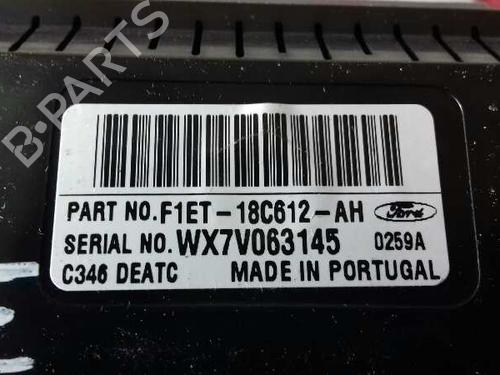 B-PARTS
PART NO. F1ET-18C612-AH Ford
SERIAL NO. WX7V063145 0259A
C346 DEATC MADE IN PORTUGAL